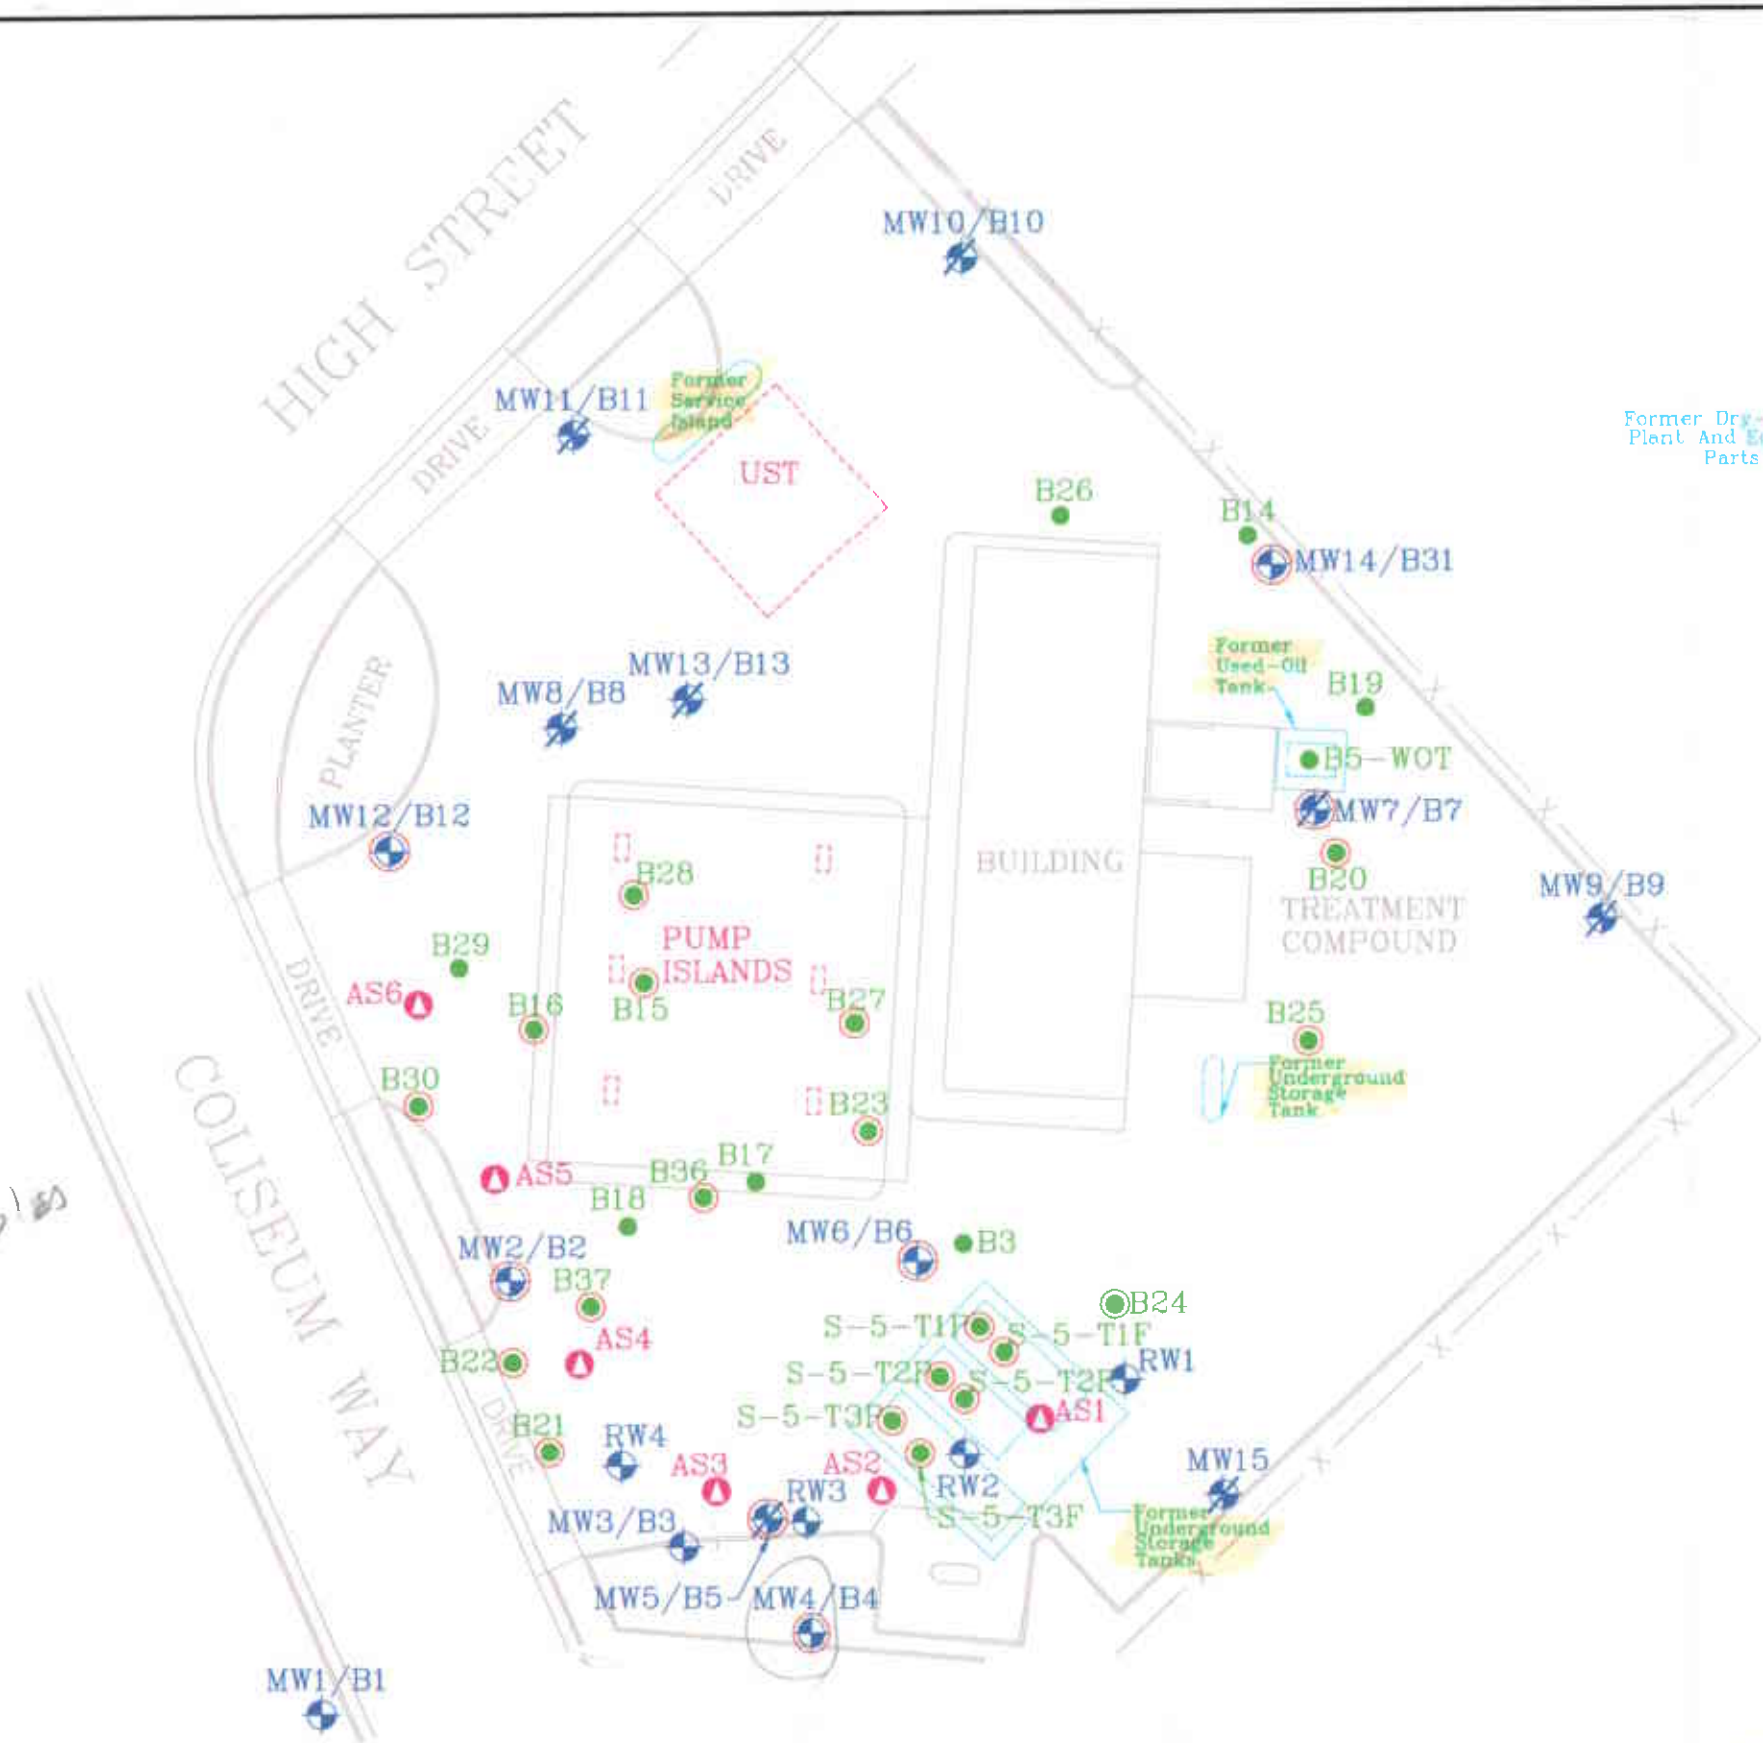 HIGH STREET
DRIVE
MW10/B10
MW11/B11
Former
Service
Island
DRIVE
UST
Former Dry-
Plant And
Parts
B26
B14
MW14/B31
PLANTER
MW13/B13
MW8/B8
Former
Used-Oil
Tank
B19
B5-WOT
MW12/B12
MW7/B7
BUILDING
B28
B20
MW9/B9
TREATMENT
COMPOUND
PUMP
ISLANDS
B29
AS6
DRIVE
B16
B15
B27
B25
Former
Underground
Storage
Tank
B30
B23
COLISEUM WAY
AS5
B36
B17
B18
MW2/B2
MW6/B6
B3
B37
B24
S-5-T1P
S-5-T1F
AS4
B22
RW1
S-5-T2P
S-5-T2F
S-5-T3P
AS1
DRIVE
B21
RW4
AS3
AS2
RW2
MW15
RW3
S-5-T3F
MW3/B3
Former
Underground
Storage
Tanks
MW5/B5
MW4/B4
MW1/B1